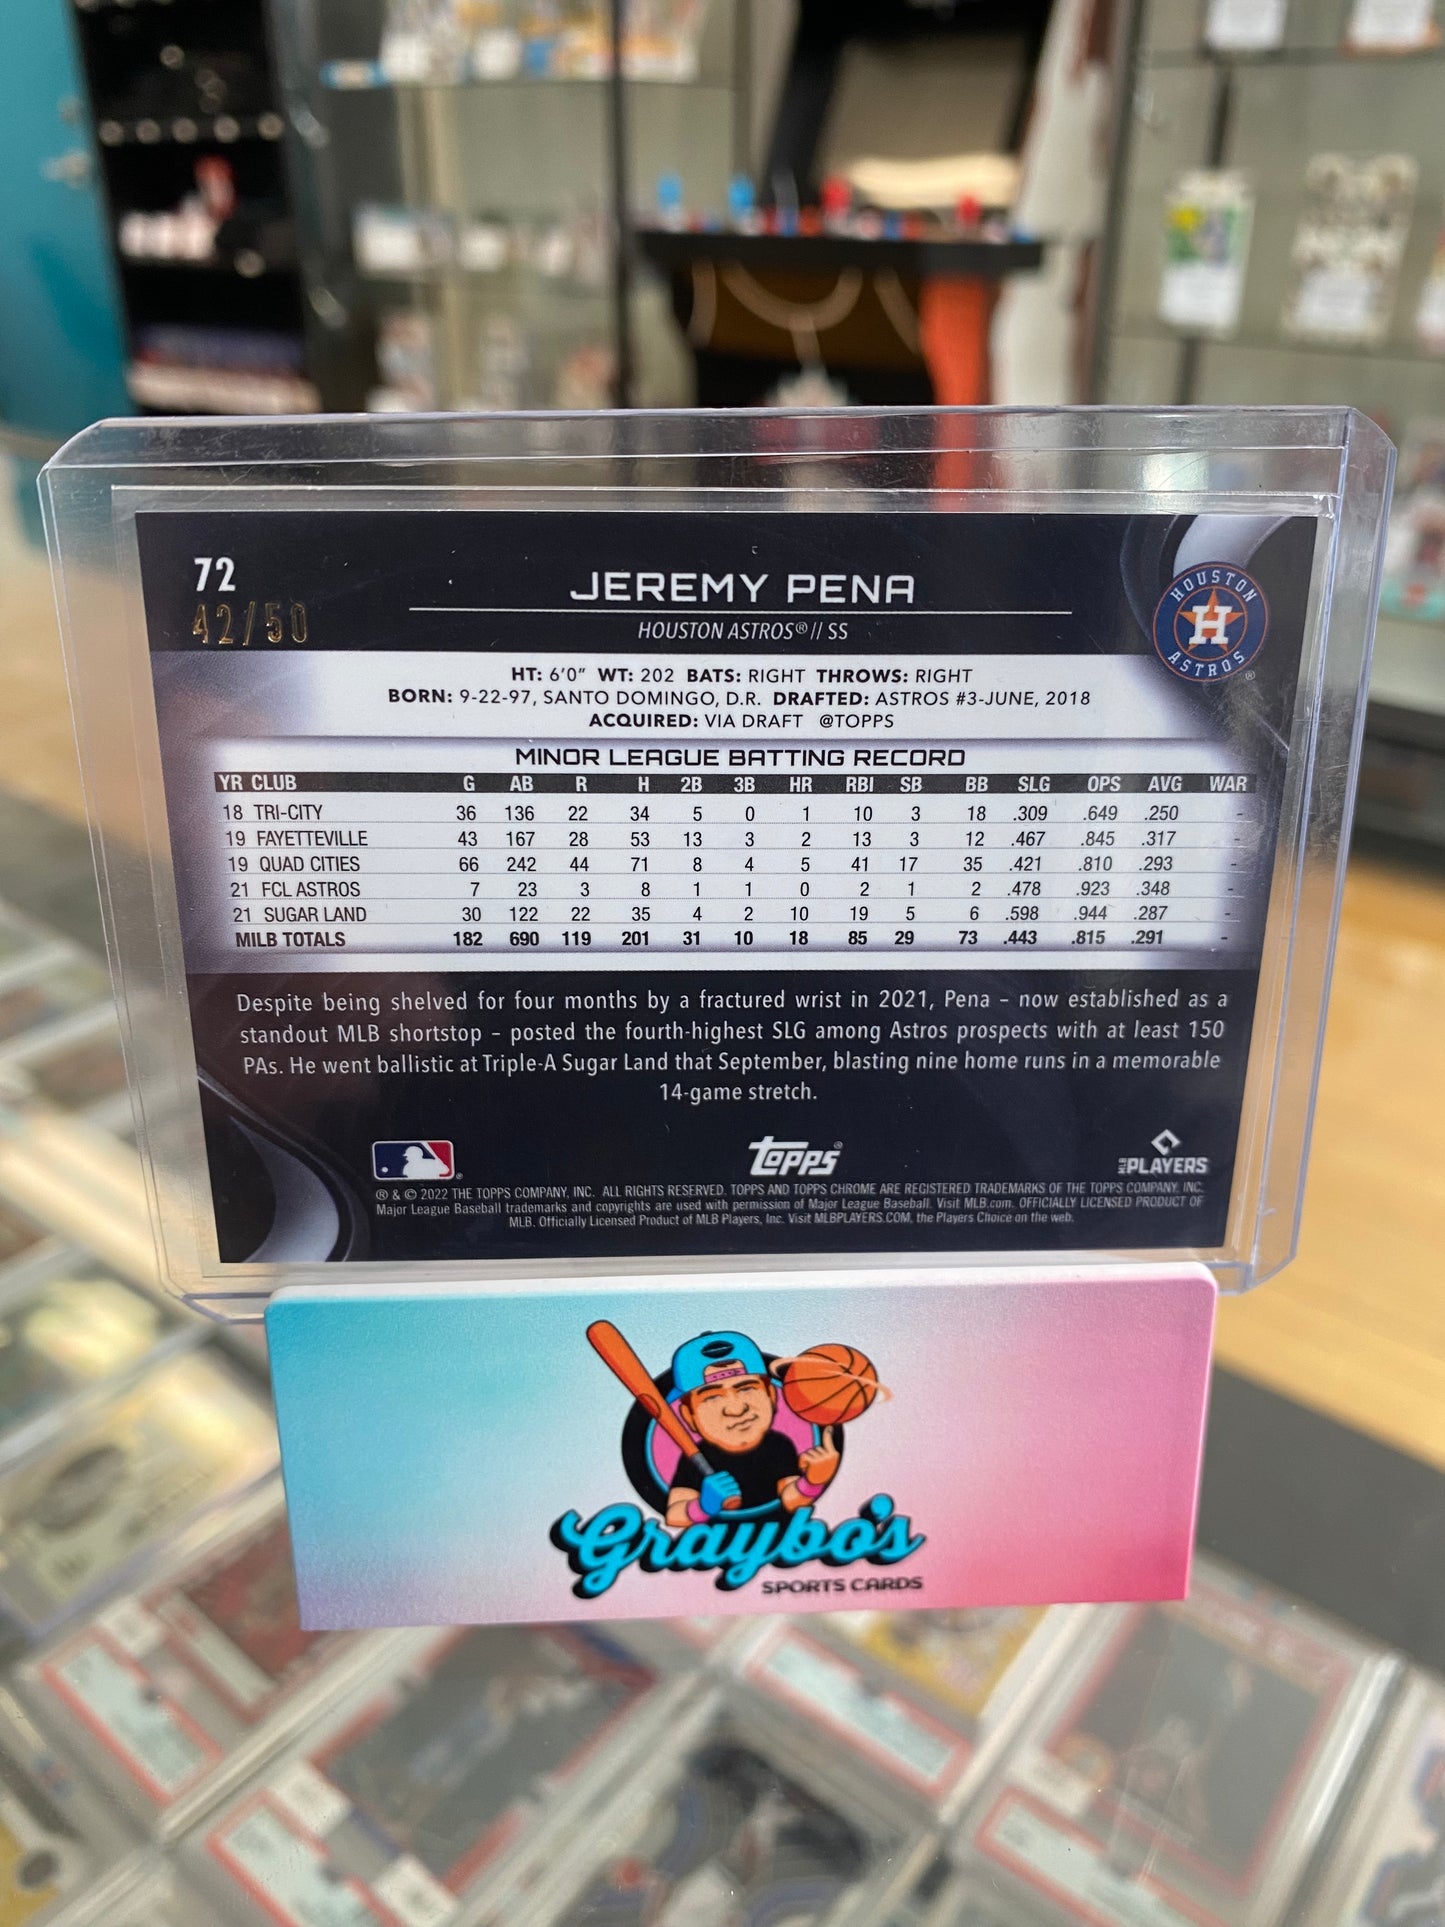 72
42/50
JEREMY PENA
HOUSTON ASTROS® // SS
HOUSTON
H
ASTROS ®
HT: 6'0" WT: 202 BATS: RIGHT THROWS: RIGHT
BORN: 9-22-97, SANTO DOMINGO, D.R. DRAFTED: ASTROS #3-JUNE, 2018
ACQUIRED: VIA DRAFT @TOPPS
MINOR LEAGUE BATTING RECORD
YR CLUB G AB R H 2B 3B HR RBI SB BB SLG OPS AVG WAR
18 TRI-CITY 36 136 22 34 5 0 1 10 3 18 .309 .649 .250 -
19 FAYETTEVILLE 43 167 28 53 13 3 2 13 3 12 .467 .845 .317 -
19 QUAD CITIES 66 242 44 71 8 4 5 41 17 35 .421 .810 .293 -
21 FCL ASTROS 7 23 3 8 1 1 0 2 1 2 .478 .923 .348 -
21 SUGAR LAND 30 122 22 35 4 2 10 19 5 6 .598 .944 .287 -
MILB TOTALS 182 690 119 201 31 10 18 85 29 73 .443 .815 .291 -
Despite being shelved for four months by a fractured wrist in 2021, Pena – now established as a
standout MLB shortstop – posted the fourth-highest SLG among Astros prospects with at least 150
PAs. He went ballistic at Triple-A Sugar Land that September, blasting nine home runs in a memorable
14-game stretch.
topps®
MLB PLAYERS
® & © 2022 THE TOPPS COMPANY, INC. ALL RIGHTS RESERVED. TOPPS AND TOPPS CHROME ARE REGISTERED TRADEMARKS OF THE TOPPS COMPANY, INC.
Major League Baseball trademarks and copyrights are used with permission of Major League Baseball. Visit MLB.com. OFFICIALLY LICENSED PRODUCT OF
MLB. Officially Licensed Product of MLB Players, Inc. Visit MLBPLAYERS.COM, the Players Choice on the web.
Graybo's
SPORTS CARDS